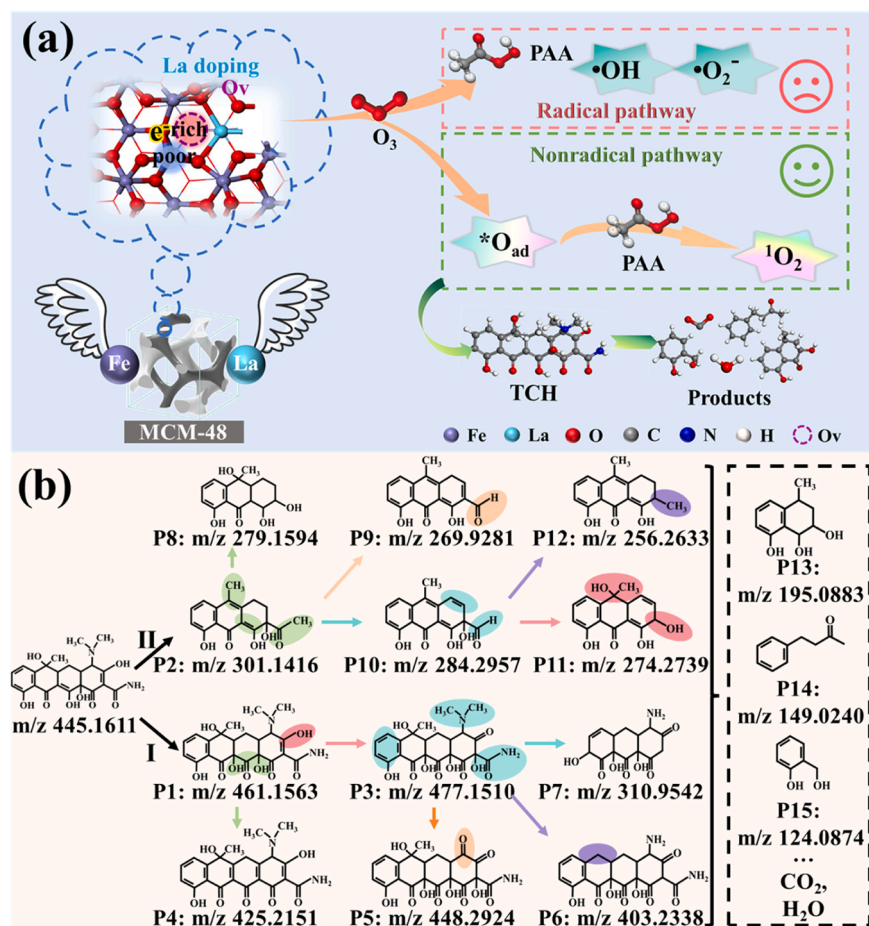 (a)
La doping
Ov
e⁻-rich
poor
O₃
PAA
•OH
•O₂⁻
Radical pathway
Nonradical pathway
*Oad
PAA
¹O₂
Fe
La
MCM-48
TCH
Products
Fe
La
O
C
N
H
Ov
(b)
P8: m/z 279.1594
P9: m/z 269.9281
P12: m/z 256.2633
II
P2: m/z 301.1416
P10: m/z 284.2957
P11: m/z 274.2739
m/z 445.1611
I
P1: m/z 461.1563
P3: m/z 477.1510
P7: m/z 310.9542
P4: m/z 425.2151
P5: m/z 448.2924
P6: m/z 403.2338
P13:
m/z 195.0883
P14:
m/z 149.0240
P15:
m/z 124.0874
...
CO₂,
H₂O